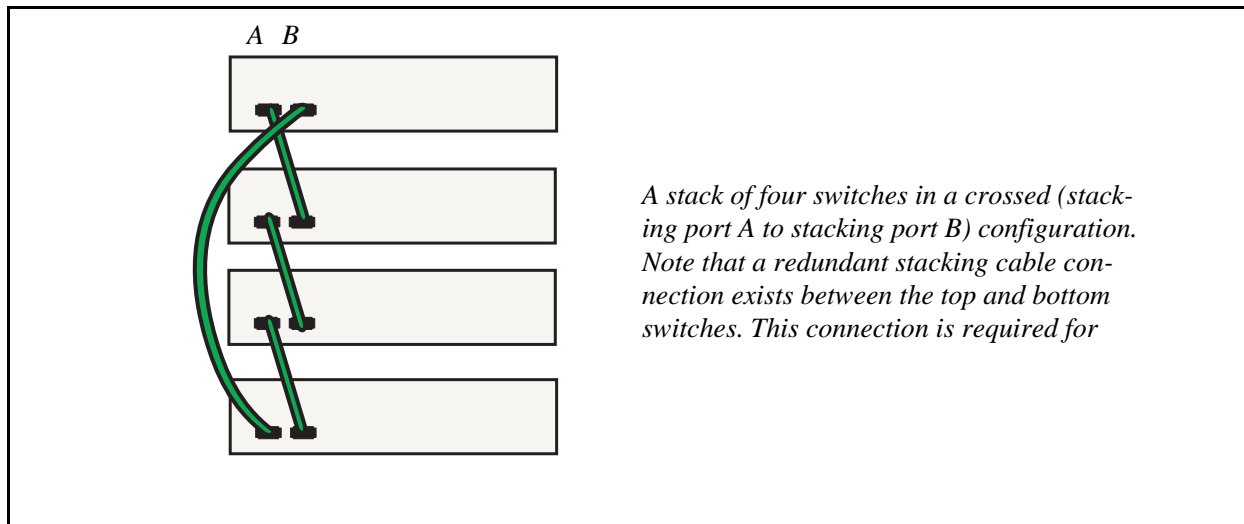 A B
A stack of four switches in a crossed (stack-
ing port A to stacking port B) configuration.
Note that a redundant stacking cable con-
nection exists between the top and bottom
switches. This connection is required for